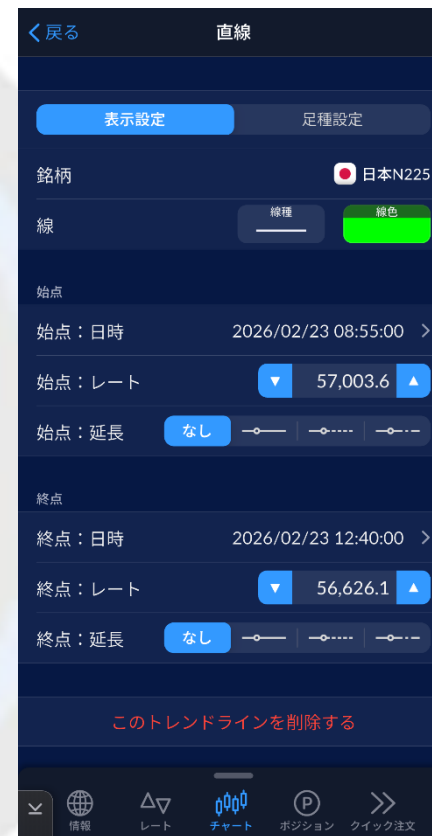 戻る 直線
表示設定 足種設定
銘柄 日本N225
線 線種 線色
始点
始点：日時 2026/02/23 08:55:00
始点：レート ▼ 57,003.6 ▲
始点：延長 なし
終点
終点：日時 2026/02/23 12:40:00
終点：レート ▼ 56,626.1 ▲
終点：延長 なし
このトレンドラインを削除する
情報 レート チャート P ポジション クイック注文